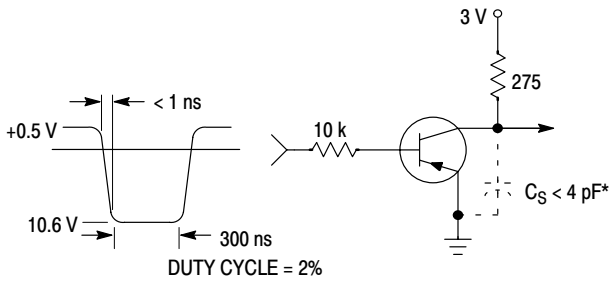 3 V
275
< 1 ns
+0.5 V
10 k
C_S < 4 pF*
10.6 V
300 ns
DUTY CYCLE = 2%